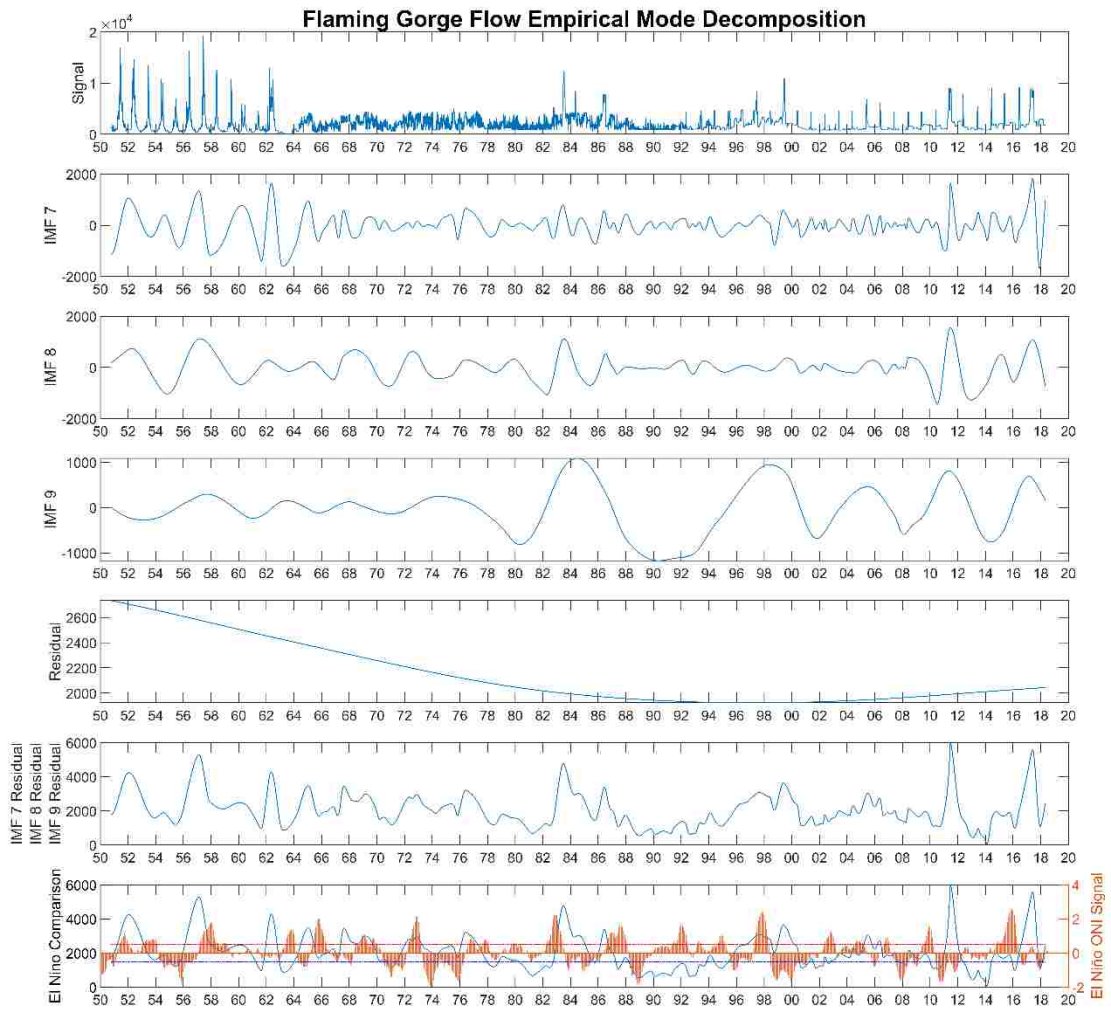 Flaming Gorge Flow Empirical Mode Decomposition
×10⁴
Signal
2
1
0
50 52 54 56 58 60 62 64 66 68 70 72 74 76 78 80 82 84 86 88 90 92 94 96 98 00 02 04 06 08 10 12 14 16 18 20
IMF 7
2000
0
-2000
50 52 54 56 58 60 62 64 66 68 70 72 74 76 78 80 82 84 86 88 90 92 94 96 98 00 02 04 06 08 10 12 14 16 18 20
IMF 8
2000
0
-2000
50 52 54 56 58 60 62 64 66 68 70 72 74 76 78 80 82 84 86 88 90 92 94 96 98 00 02 04 06 08 10 12 14 16 18 20
IMF 9
1000
0
-1000
50 52 54 56 58 60 62 64 66 68 70 72 74 76 78 80 82 84 86 88 90 92 94 96 98 00 02 04 06 08 10 12 14 16 18 20
Residual
2600
2400
2200
2000
50 52 54 56 58 60 62 64 66 68 70 72 74 76 78 80 82 84 86 88 90 92 94 96 98 00 02 04 06 08 10 12 14 16 18 20
IMF 7 Residual
IMF 8 Residual
IMF 9 Residual
6000
4000
2000
0
50 52 54 56 58 60 62 64 66 68 70 72 74 76 78 80 82 84 86 88 90 92 94 96 98 00 02 04 06 08 10 12 14 16 18 20
El Nino Comparison
6000
4000
2000
0
50 52 54 56 58 60 62 64 66 68 70 72 74 76 78 80 82 84 86 88 90 92 94 96 98 00 02 04 06 08 10 12 14 16 18 20
4
2
0
-2
El Nino ONI Signal